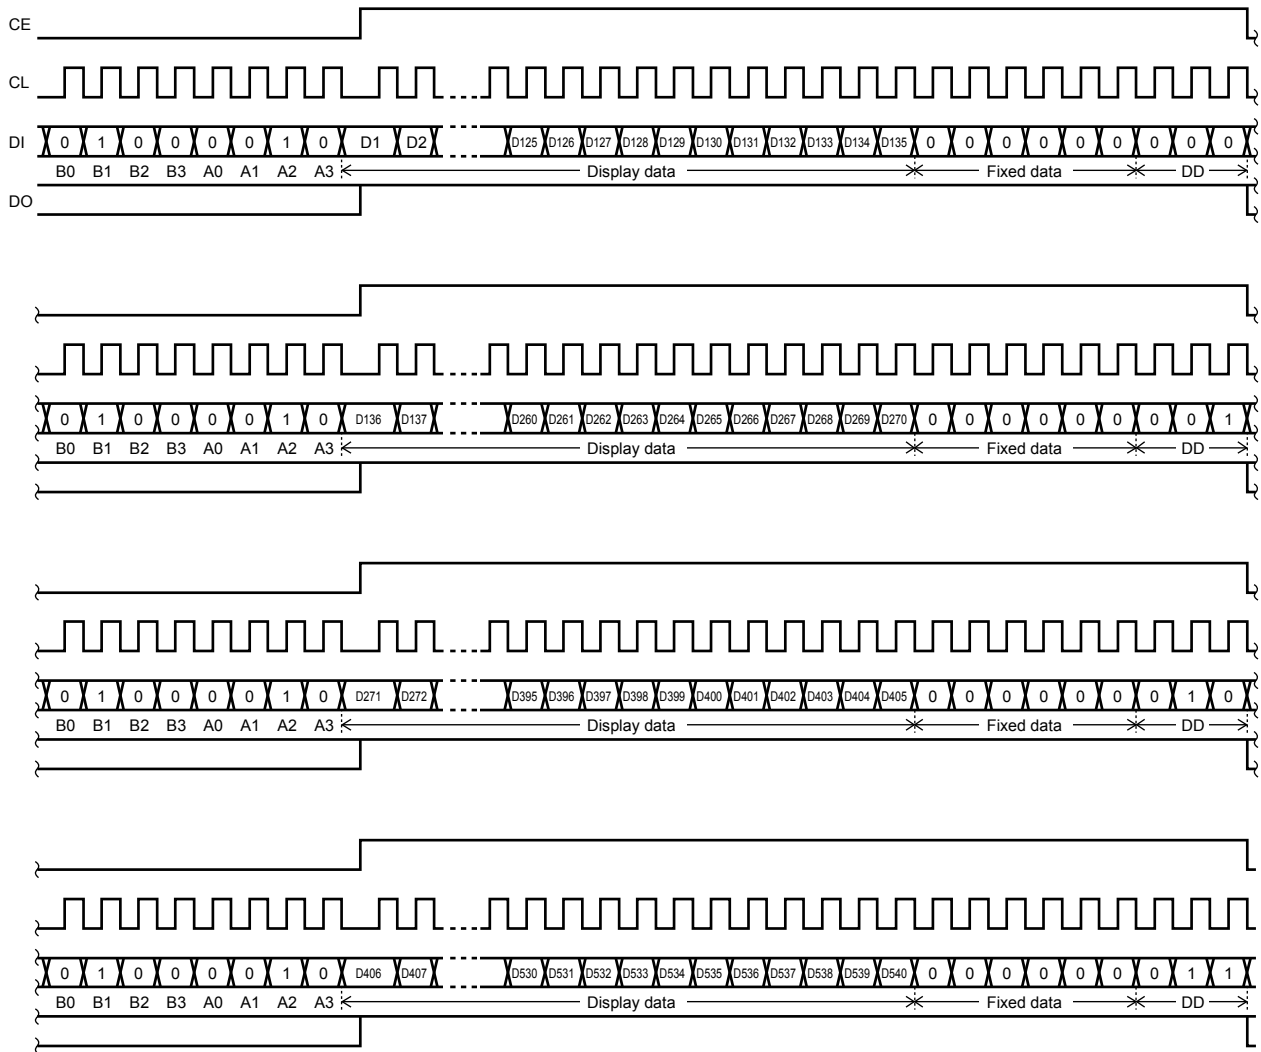 CE
CL
DI 0 1 0 0 0 0 1 0 D1 D2 D125 D126 D127 D128 D129 D130 D131 D132 D133 D134 D135 0 0 0 0 0 0 0 0 0
B0 B1 B2 B3 A0 A1 A2 A3 Display data Fixed data DD
DO
0 1 0 0 0 0 1 0 D136 D137 D260 D261 D262 D263 D264 D265 D266 D267 D268 D269 D270 0 0 0 0 0 0 0 0 1
B0 B1 B2 B3 A0 A1 A2 A3 Display data Fixed data DD
0 1 0 0 0 0 1 0 D271 D272 D395 D396 D397 D398 D399 D400 D401 D402 D403 D404 D405 0 0 0 0 0 0 0 1 0
B0 B1 B2 B3 A0 A1 A2 A3 Display data Fixed data DD
0 1 0 0 0 0 1 0 D406 D407 D530 D531 D532 D533 D534 D535 D536 D537 D538 D539 D540 0 0 0 0 0 0 0 1 1
B0 B1 B2 B3 A0 A1 A2 A3 Display data Fixed data DD